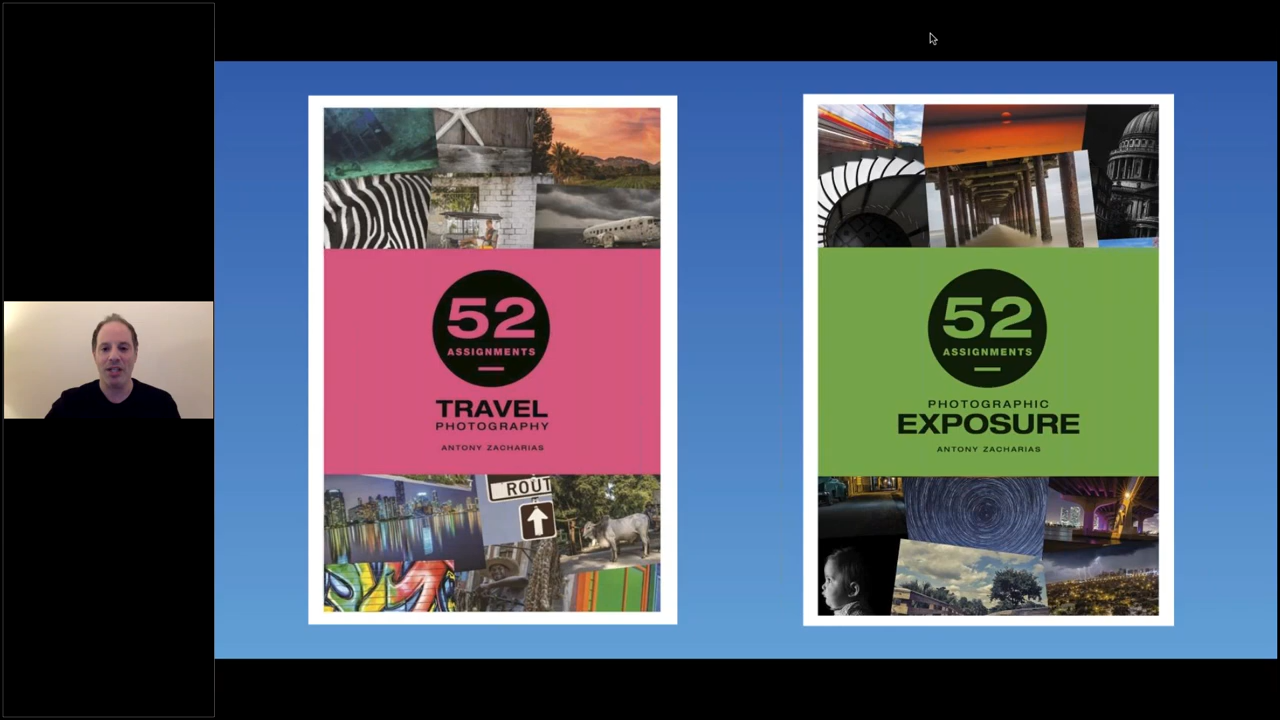 52
ASSIGNMENTS
TRAVEL
PHOTOGRAPHY
ANTONY ZACHARIAS
ROUT
52
ASSIGNMENTS
PHOTOGRAPHIC
EXPOSURE
ANTONY ZACHARIAS